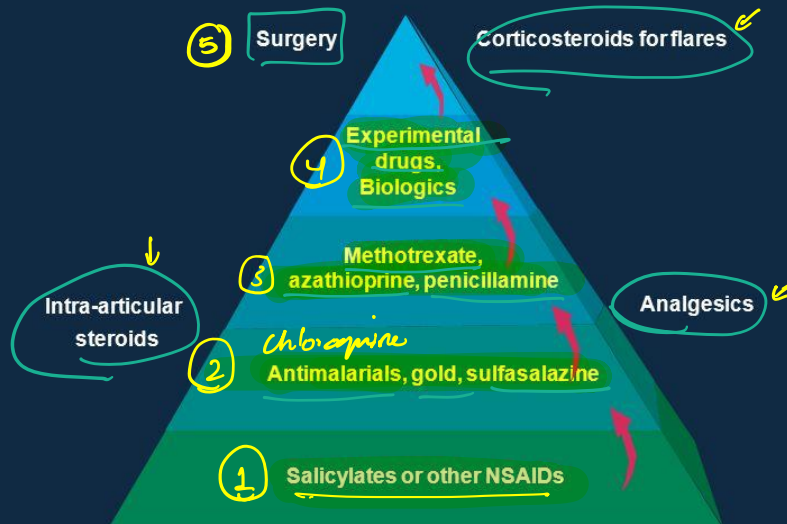 5
Surgery
Corticosteroids for flares
4
Experimental
drugs,
Biologics
3
Methotrexate,
azathioprine, penicillamine
Intra-articular
steroids
Analgesics
chloroquine
2
Antimalarials, gold, sulfasalazine
1
Salicylates or other NSAIDs